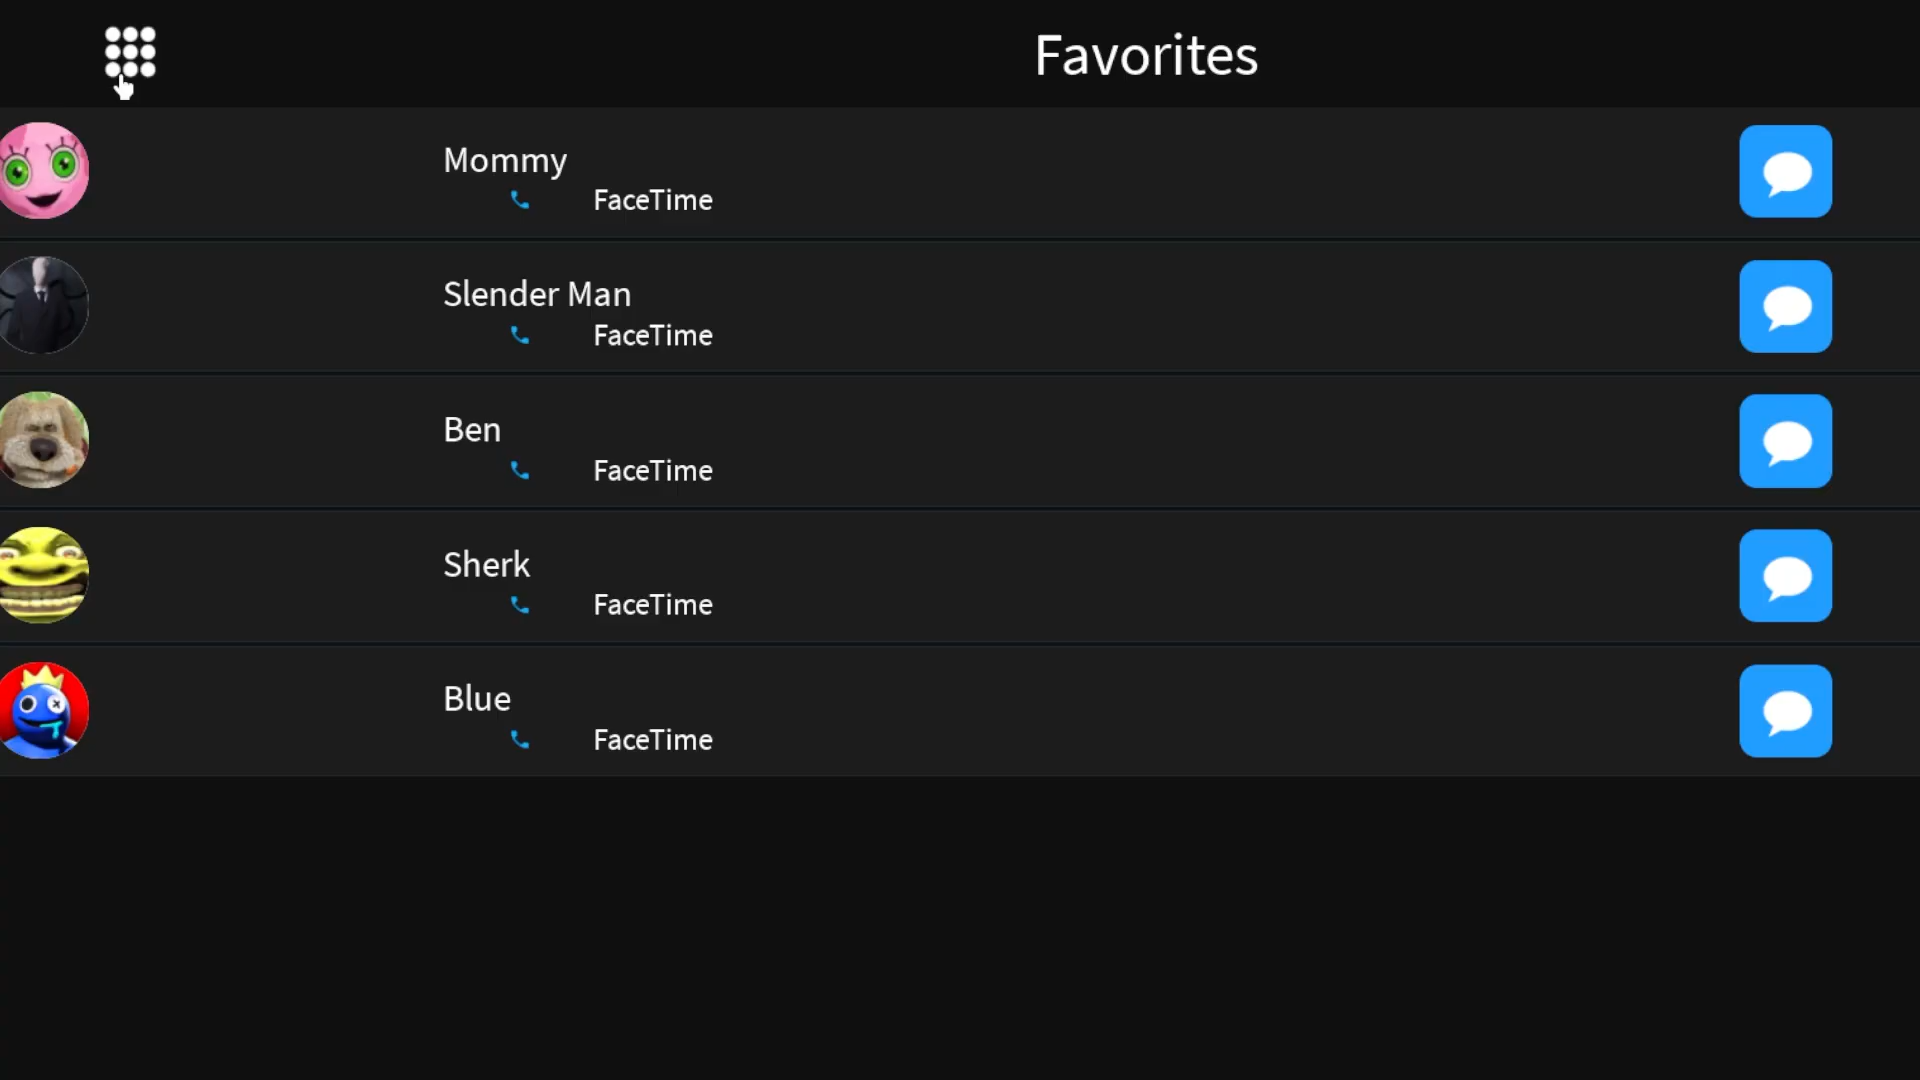 Favorites
Mommy
FaceTime
Slender Man
FaceTime
Ben
FaceTime
Sherk
FaceTime
Blue
FaceTime